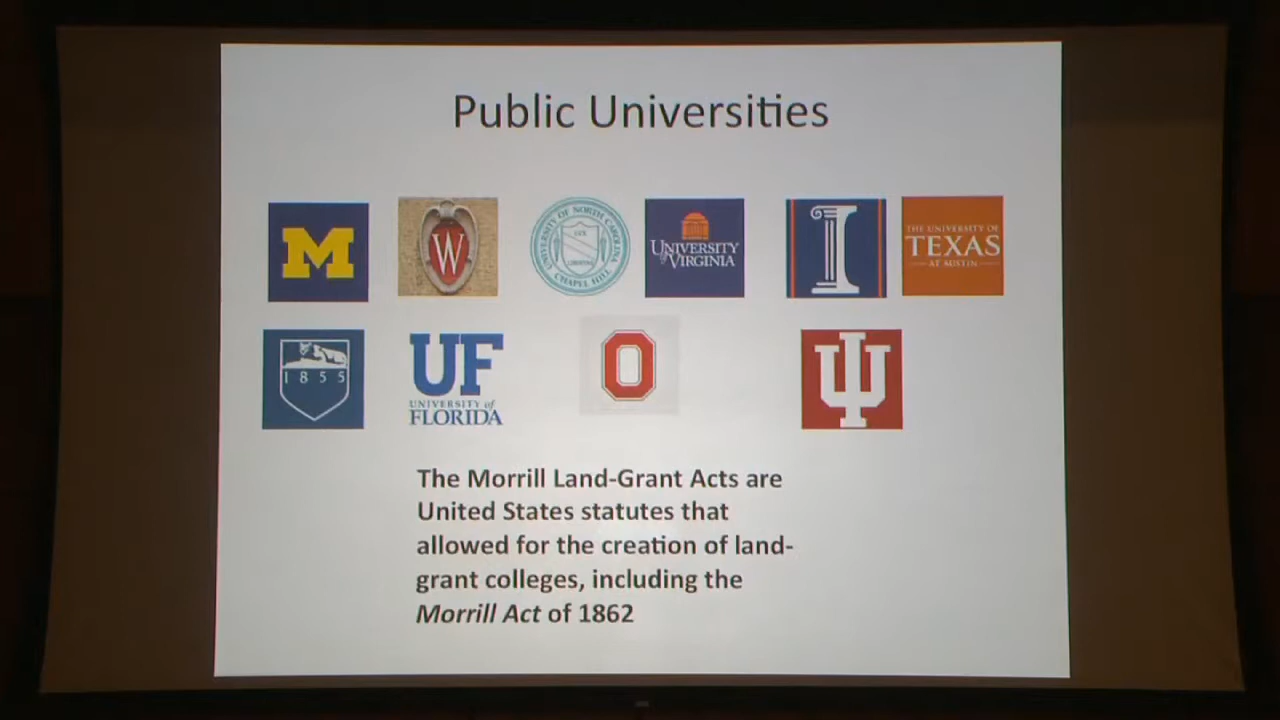 Public Universities
M
W
UNIVERSITY OF NORTH CAROLINA
CHAPEL HILL
UNIVERSITY
of VIRGINIA
I
THE UNIVERSITY OF
TEXAS
AT AUSTIN
1855
UF
UNIVERSITY of
FLORIDA
O
IU
The Morrill Land-Grant Acts are
United States statutes that
allowed for the creation of land-
grant colleges, including the
Morrill Act of 1862